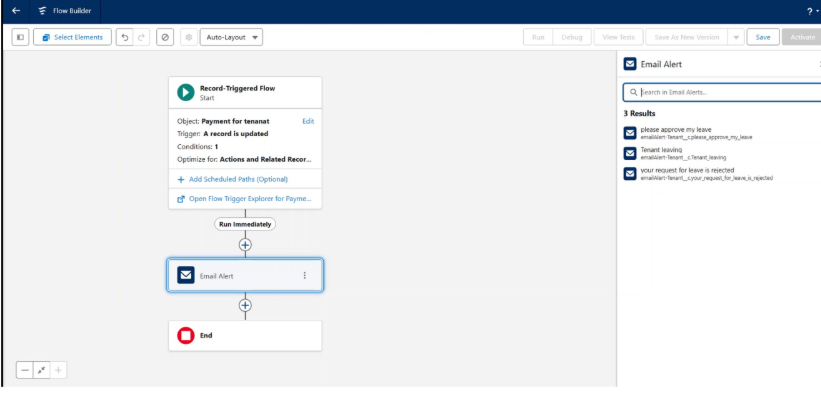 Flow Builder
?
Select Elements
Auto-Layout
Run
Debug
View Tests
Save As New Version
Save
Activate
Record-Triggered Flow
Start
Object: Payment for tenanat
Edit
Trigger: A record is updated
Conditions: 1
Optimize for: Actions and Related Recor...
+ Add Scheduled Paths (Optional)
Open Flow Trigger Explorer for Payme...
Run Immediately
Email Alert
End
Email Alert
Search in Email Alerts...
3 Results
please approve my leave
emailAlert-Tenant__c.please_approve_my_leave
Tenant leaving
emailAlert-Tenant__c.Tenant_leaving
your request for leave is rejected
emailAlert-Tenant__c.your_request_for_leave_is_rejected